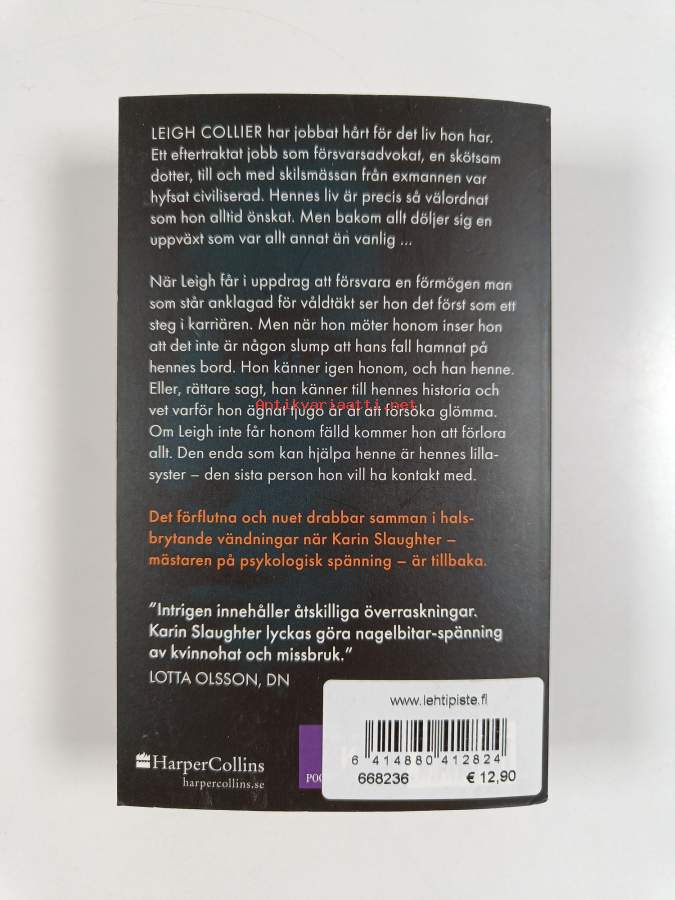 LEIGH COLLIER har jobbat hårt för det liv hon har.
Ett eftertraktat jobb som försvarsadvokat, en skötsam
dotter, till och med skilsmässan från exmannen var
hyfsat civiliserad. Hennes liv är precis så välordnat
som hon alltid önskat. Men bakom allt döljer sig en
uppväxt som var allt annat än vanlig ...
När Leigh får i uppdrag att försvara en förmögen man
som står anklagad för våldtäkt ser hon det först som ett
steg i karriären. Men när hon möter honom inser hon
att det inte är någon slump att hans fall hamnat på
hennes bord. Hon känner igen honom, och han henne.
Eller, rättare sagt, han känner till hennes historia och
vet varför hon ägnat tjugo år åt att försöka glömma.
Antikvariaatti.net
Om Leigh inte får honom fälld kommer hon att förlora
allt. Den enda som kan hjälpa henne är hennes lilla-
syster – den sista person hon vill ha kontakt med.
Det förflutna och nuet drabbar samman i hals-
brytande vändningar när Karin Slaughter –
mästaren på psykologisk spänning – är tillbaka.
”Intrigen innehåller åtskilliga överraskningar.
Karin Slaughter lyckas göra nagelbitar-spänning
av kvinnohat och missbruk.”
LOTTA OLSSON, DN
www.lehtipiste.fi
6 414880 412824
668236 € 12,90
HarperCollins
harpercollins.se